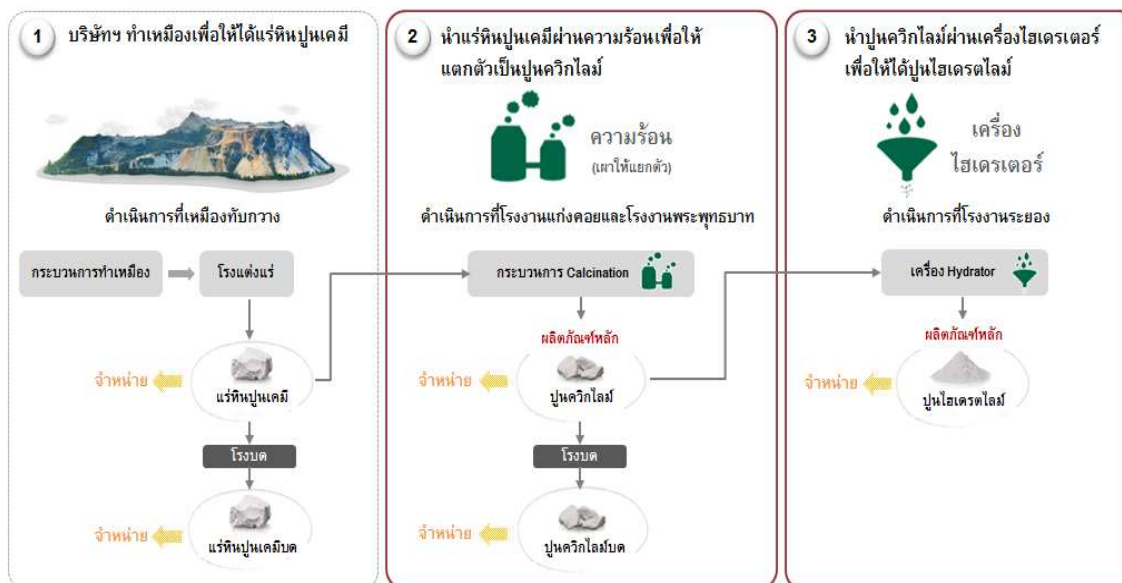 1 บริษัทฯ ทำเหมืองเพื่อให้ได้แร่หินปูนเคมี
ดำเนินการที่เหมืองทับกวาง
กระบวนการทำเหมือง
โรงแต่งแร่
จำหน่าย
แร่หินปูนเคมี
โรงบด
จำหน่าย
แร่หินปูนเคมีบด
2 นำแร่หินปูนเคมีผ่านความร้อนเพื่อให้
แตกตัวเป็นปูนควิกไลม์
ความร้อน
(เผาให้แยกตัว)
ดำเนินการที่โรงงานแก่งคอยและโรงงานพระพุทธบาท
กระบวนการ Calcination
ผลิตภัณฑ์หลัก
จำหน่าย
ปูนควิกไลม์
โรงบด
จำหน่าย
ปูนควิกไลม์บด
3 นำปูนควิกไลม์ผ่านเครื่องไฮเดรเตอร์
เพื่อให้ได้ปูนไฮเดรตไลม์
เครื่อง
ไฮเดรเตอร์
ดำเนินการที่โรงงานระยอง
เครื่อง Hydrator
ผลิตภัณฑ์หลัก
จำหน่าย
ปูนไฮเดรตไลม์